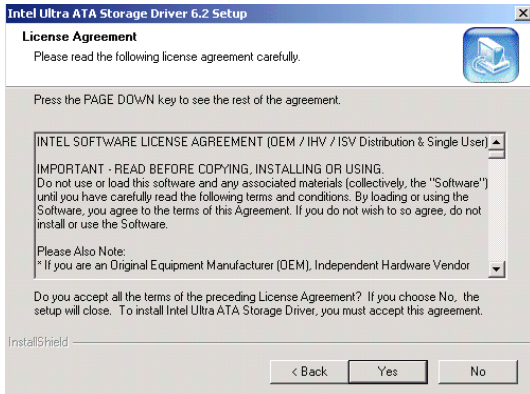 Intel Ultra ATA Storage Driver 6.2 Setup
License Agreement
Please read the following license agreement carefully.
Press the PAGE DOWN key to see the rest of the agreement.
INTEL SOFTWARE LICENSE AGREEMENT (OEM / IHV / ISV Distribution & Single User)
IMPORTANT - READ BEFORE COPYING, INSTALLING OR USING.
Do not use or load this software and any associated materials (collectively, the "Software")
until you have carefully read the following terms and conditions. By loading or using the
Software, you agree to the terms of this Agreement. If you do not wish to so agree, do not
install or use the Software.
Please Also Note:
* If you are an Original Equipment Manufacturer (OEM), Independent Hardware Vendor
Do you accept all the terms of the preceding License Agreement? If you choose No, the
setup will close. To install Intel Ultra ATA Storage Driver, you must accept this agreement.
InstallShield
< Back
Yes
No